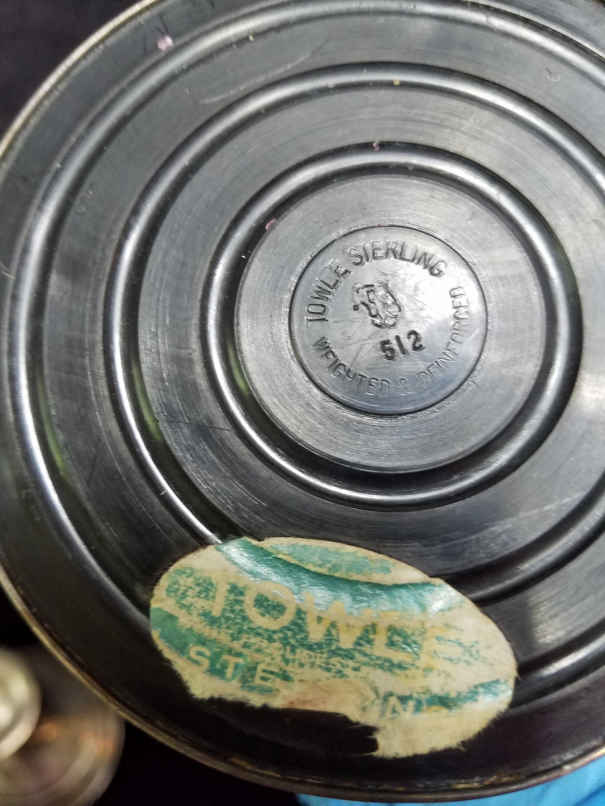 TOWLE STERLING
512
WEIGHTED & REINFORCED
TOWLE
STE